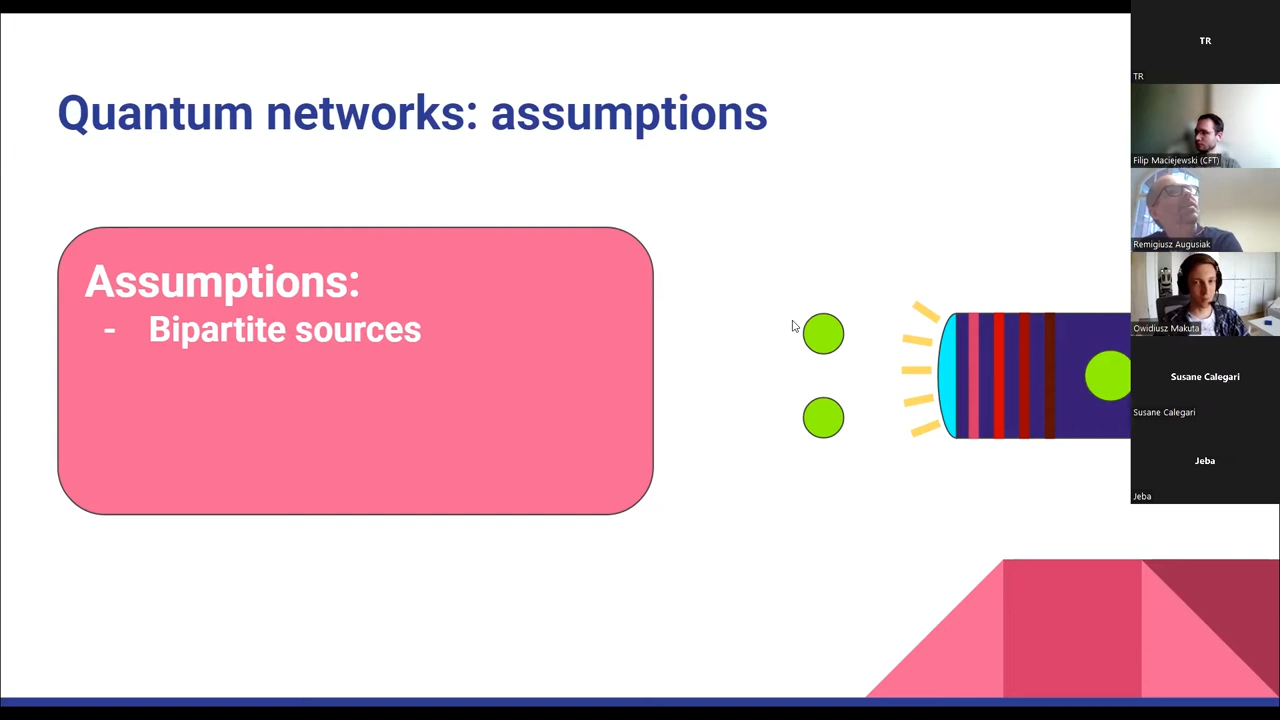 Quantum networks: assumptions
Assumptions:
- Bipartite sources
TR
TR
Filip Maciejewski (CFT)
Remigiusz Augusiak
Owidiusz Makuta
Susane Calegari
Susane Calegari
Jeba
Jeba